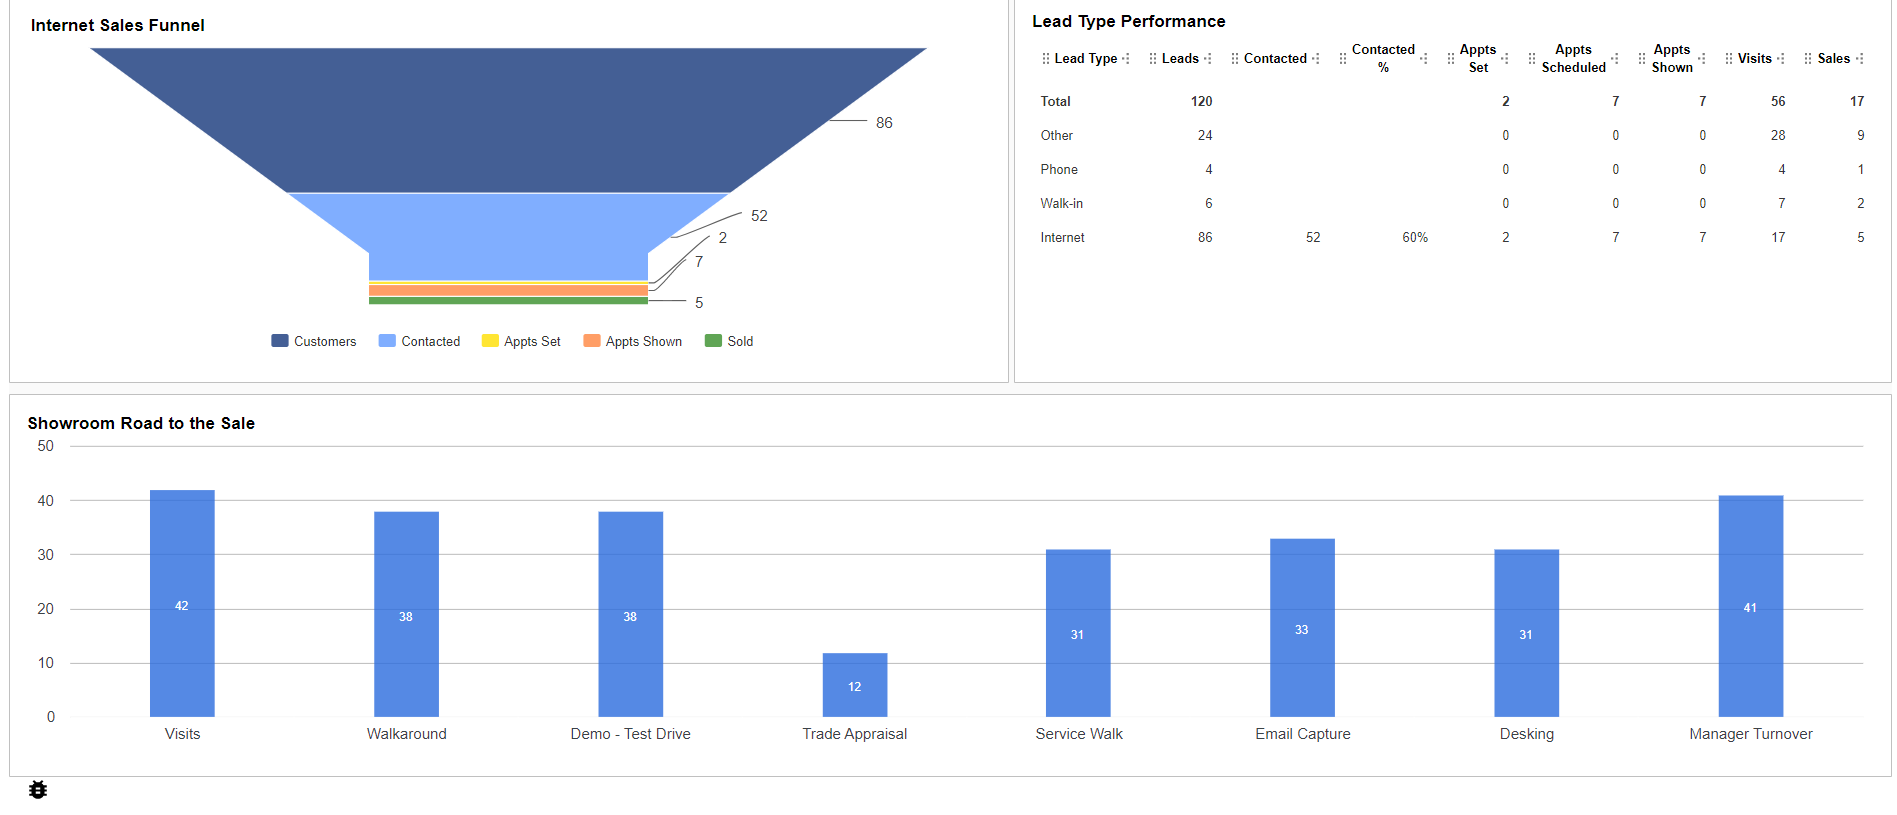 Internet Sales Funnel
86
52
2
7
5
Customers Contacted Appts Set Appts Shown Sold
Lead Type Performance
Lead Type Leads Contacted Contacted % Appts Set Appts Scheduled Appts Shown Visits Sales
Total 120 2 7 7 56 17
Other 24 0 0 0 28 9
Phone 4 0 0 0 4 1
Walk-in 6 0 0 0 7 2
Internet 86 52 60% 2 7 7 17 5
Showroom Road to the Sale
50
40
30
20
10
0
42 38 38 12 31 33 31 41
Visits Walkaround Demo - Test Drive Trade Appraisal Service Walk Email Capture Desking Manager Turnover